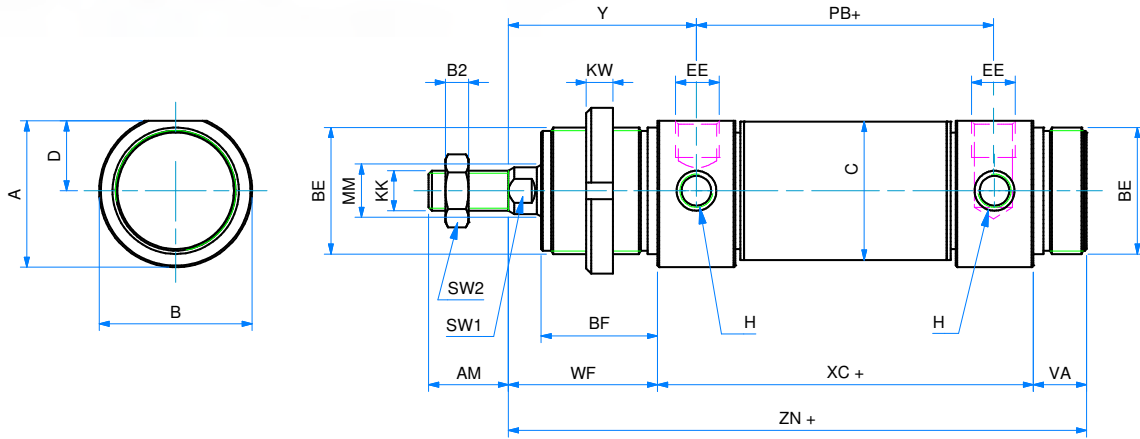 Y
PB+
B2
KW
EE
EE
D
A
BE
MM
KK
C
BE
SW2
B
SW1
BF
H
H
AM
WF
XC +
VA
ZN +